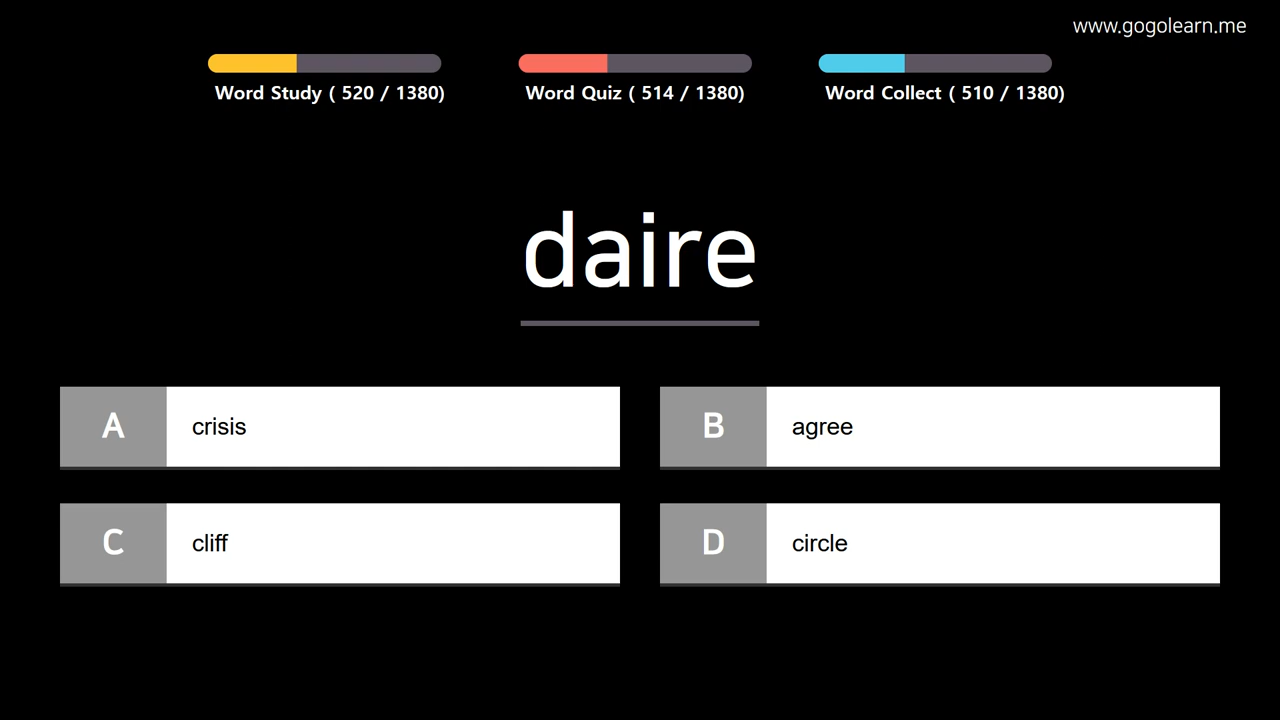 www.gogolearn.me
Word Study ( 520 / 1380)
Word Quiz ( 514 / 1380)
Word Collect ( 510 / 1380)
daire
A crisis
B agree
C cliff
D circle